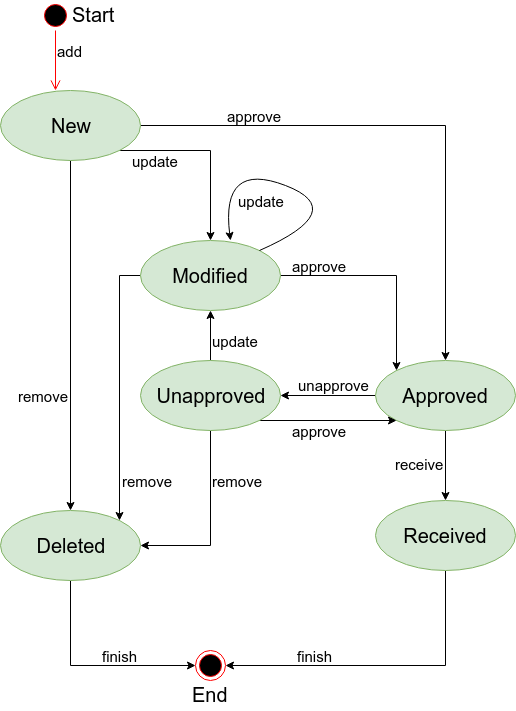 Start
add
New
approve
update
update
Modified
approve
update
remove
Unapproved
unapprove
Approved
approve
receive
remove
remove
Deleted
Received
finish
finish
End